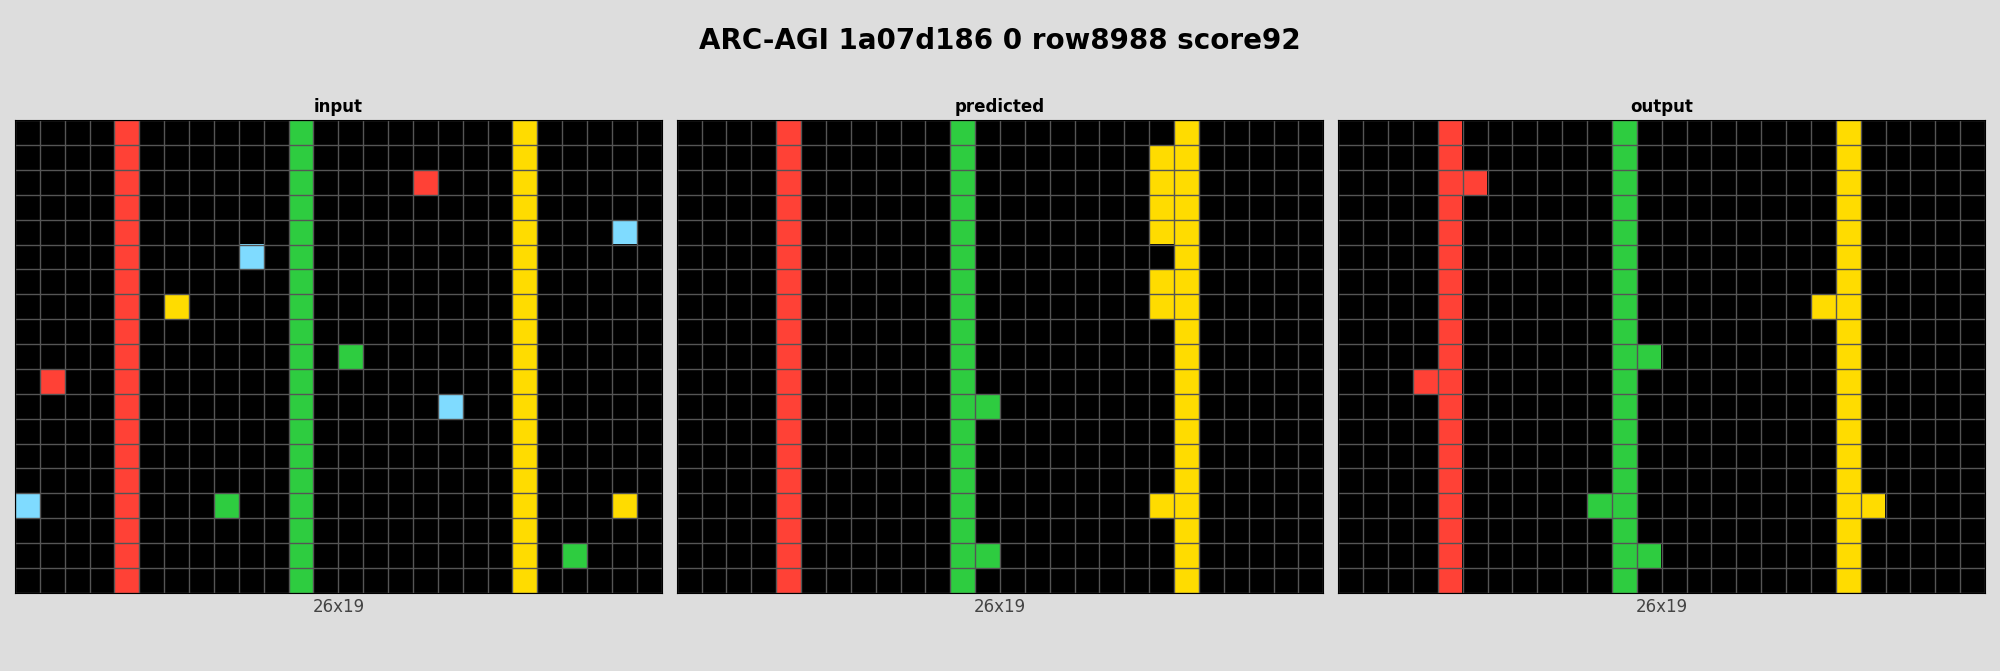 ARC-AGI 1a07d186 0 row8988 score92
input
predicted
output
26x19
26x19
26x19